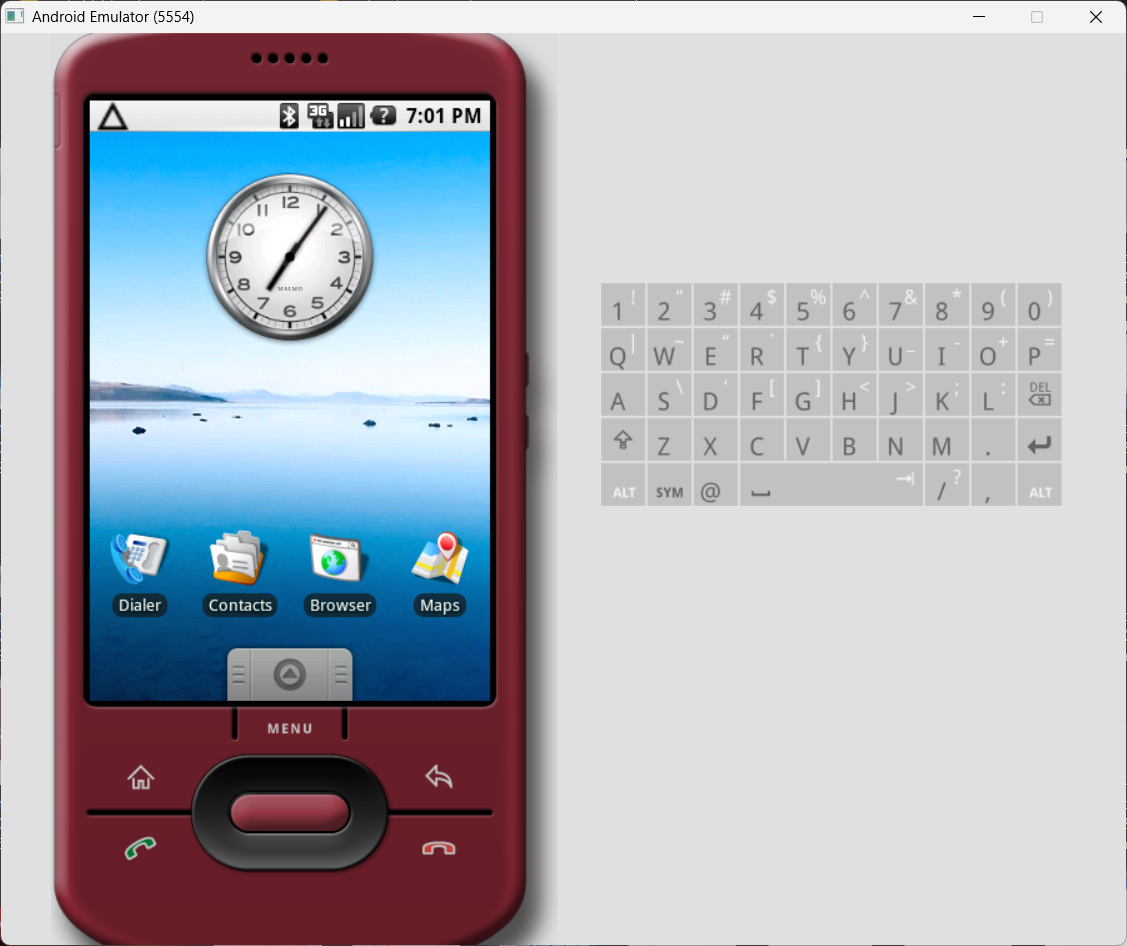 Android Emulator (5554)
3G ? 7:01 PM
12
11 1
10 2
9 3
8 4
MALMO
7 5
6
Dialer Contacts Browser Maps
MENU
1 ! 2 “ 3 # 4 $ 5 % 6 ^ 7 & 8 * 9 ( 0 )
Q | W ~ E “ R ` T { Y } U _ I - O + P =
A S \ D ‘ F [ G ] H < J > K ; L : DEL
Z X C V B N M .
ALT SYM @ / ? , ALT